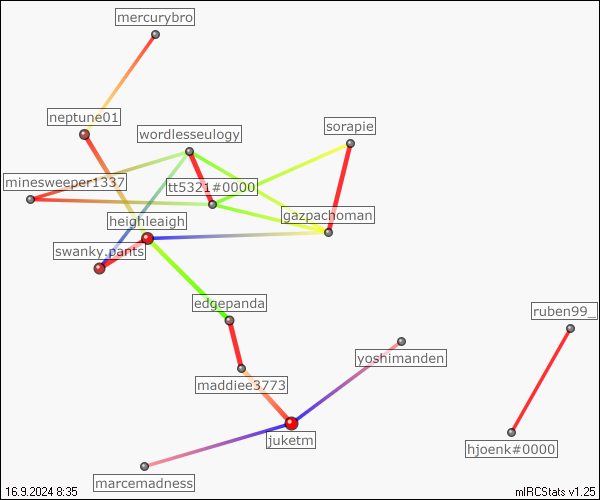 mercurybro
neptune01
wordlesseulogy
sorapie
minesweeper1337
tt5321#0000
gazpachoman
heighleaigh
swanky.pants
edgepanda
ruben99_
yoshimanden
maddiee3773
juketm
hjoenk#0000
marcemadness
16.9.2024 8:35
mIRCStats v1.25